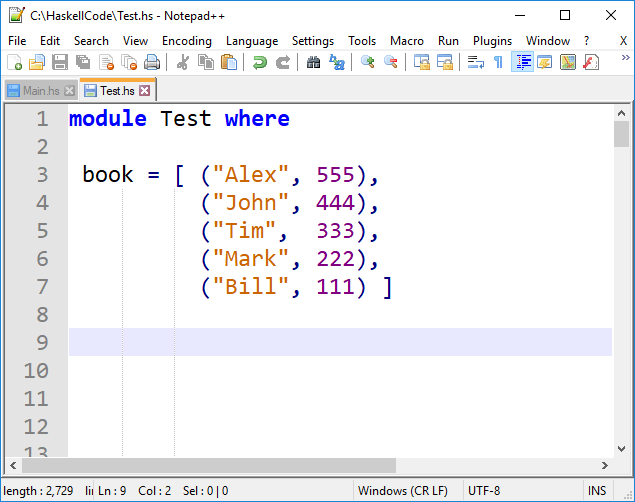 C:\HaskellCode\Test.hs - Notepad++
File Edit Search View Encoding Language Settings Tools Macro Run Plugins Window ? X
Main.hs Test.hs
1 module Test where
2
3 book = [ ("Alex", 555),
4 ("John", 444),
5 ("Tim", 333),
6 ("Mark", 222),
7 ("Bill", 111) ]
8
9
10
11
12
13
length : 2,729 Ln : 9 Col : 2 Sel : 0 | 0 Windows (CR LF) UTF-8 INS